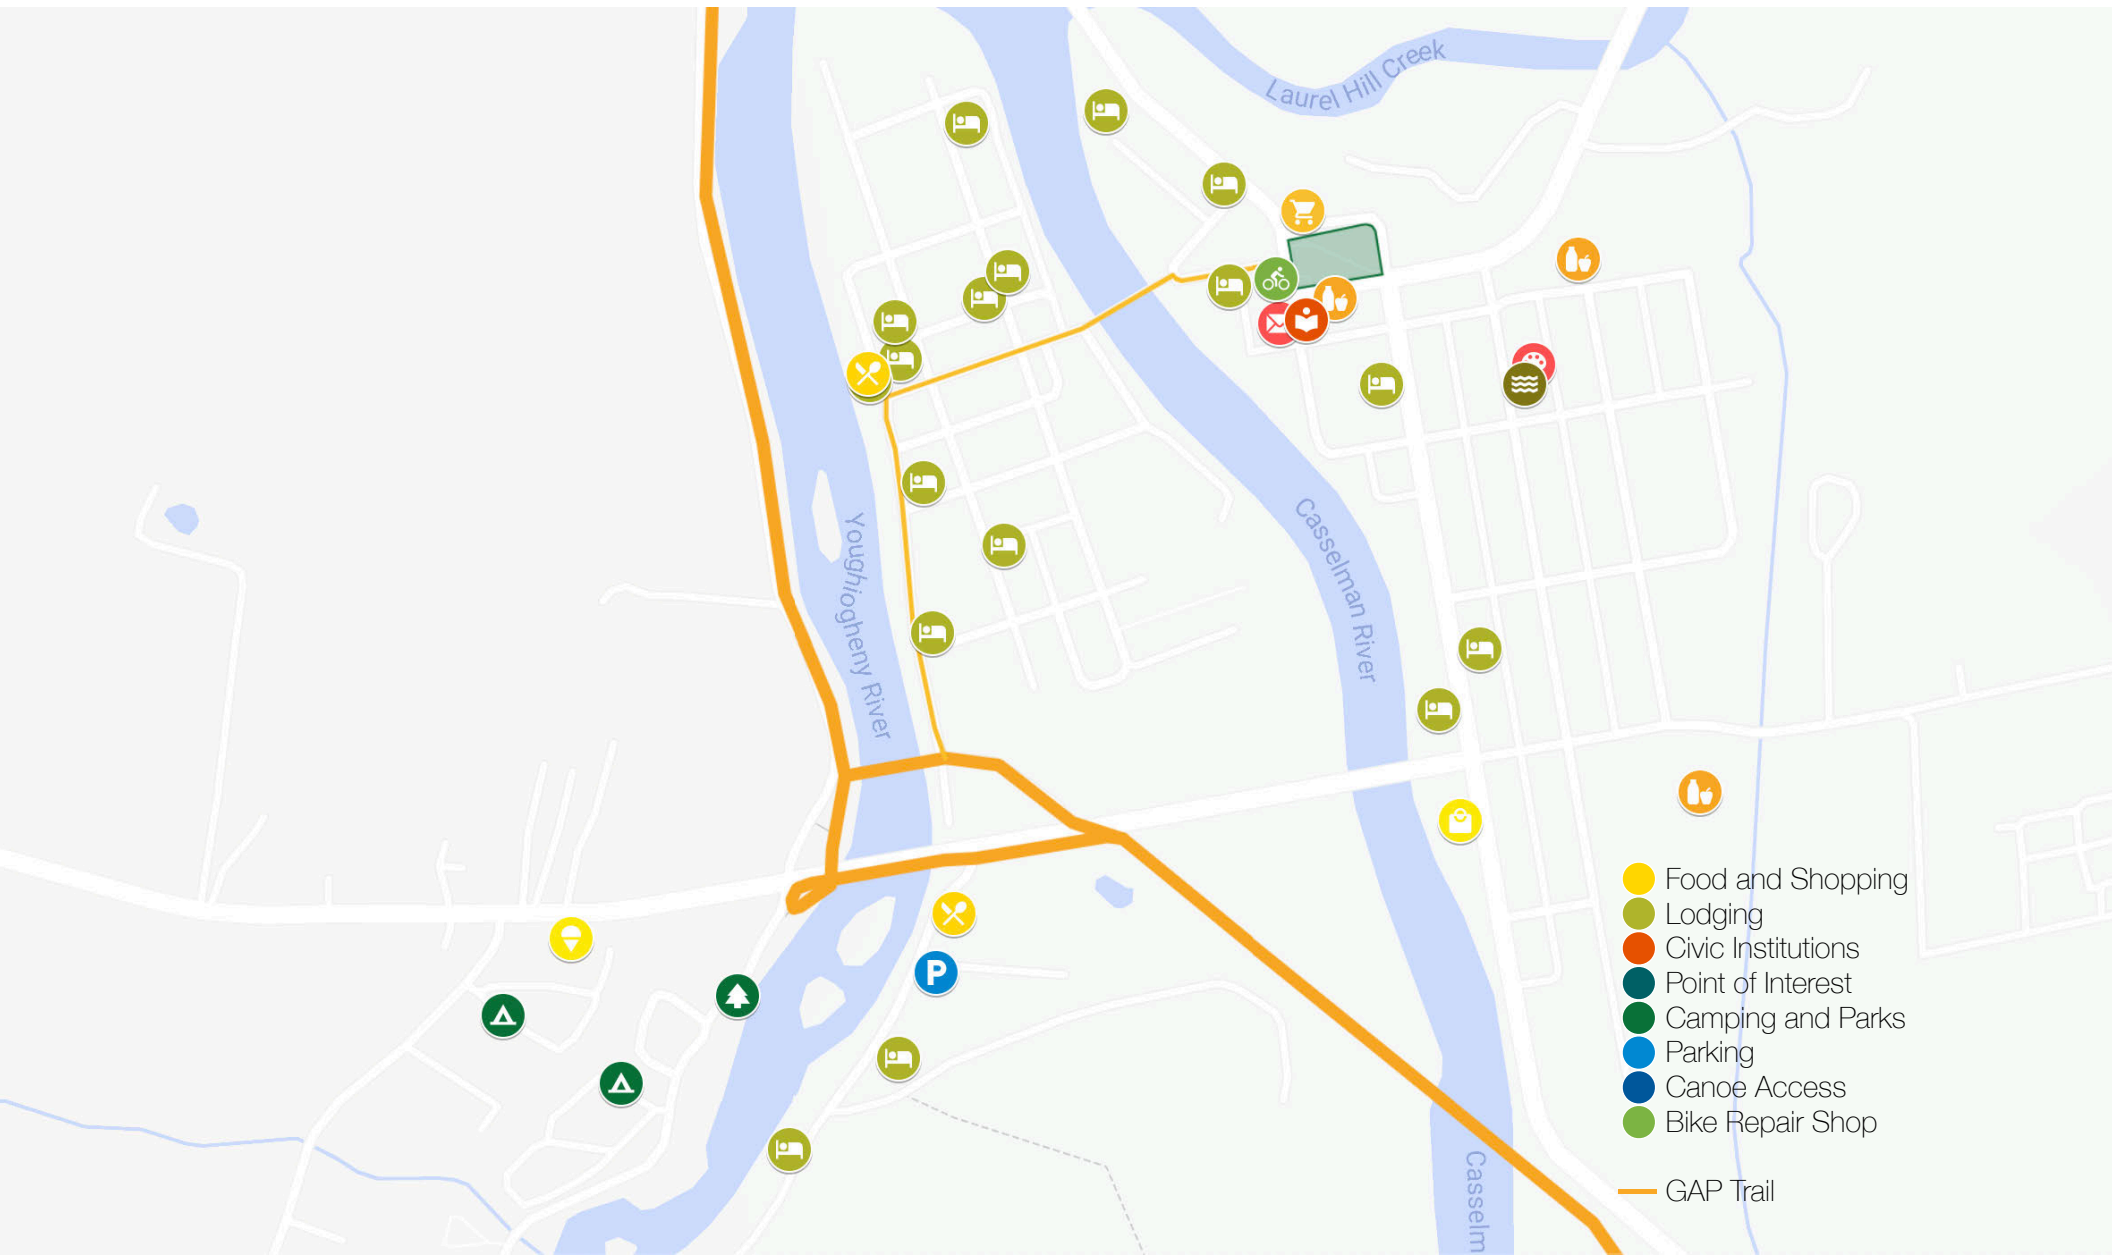 Laurel Hill Creek
Youghiogheny River
Casselman River
P
Casselm
Food and Shopping
Lodging
Civic Institutions
Point of Interest
Camping and Parks
Parking
Canoe Access
Bike Repair Shop
GAP Trail